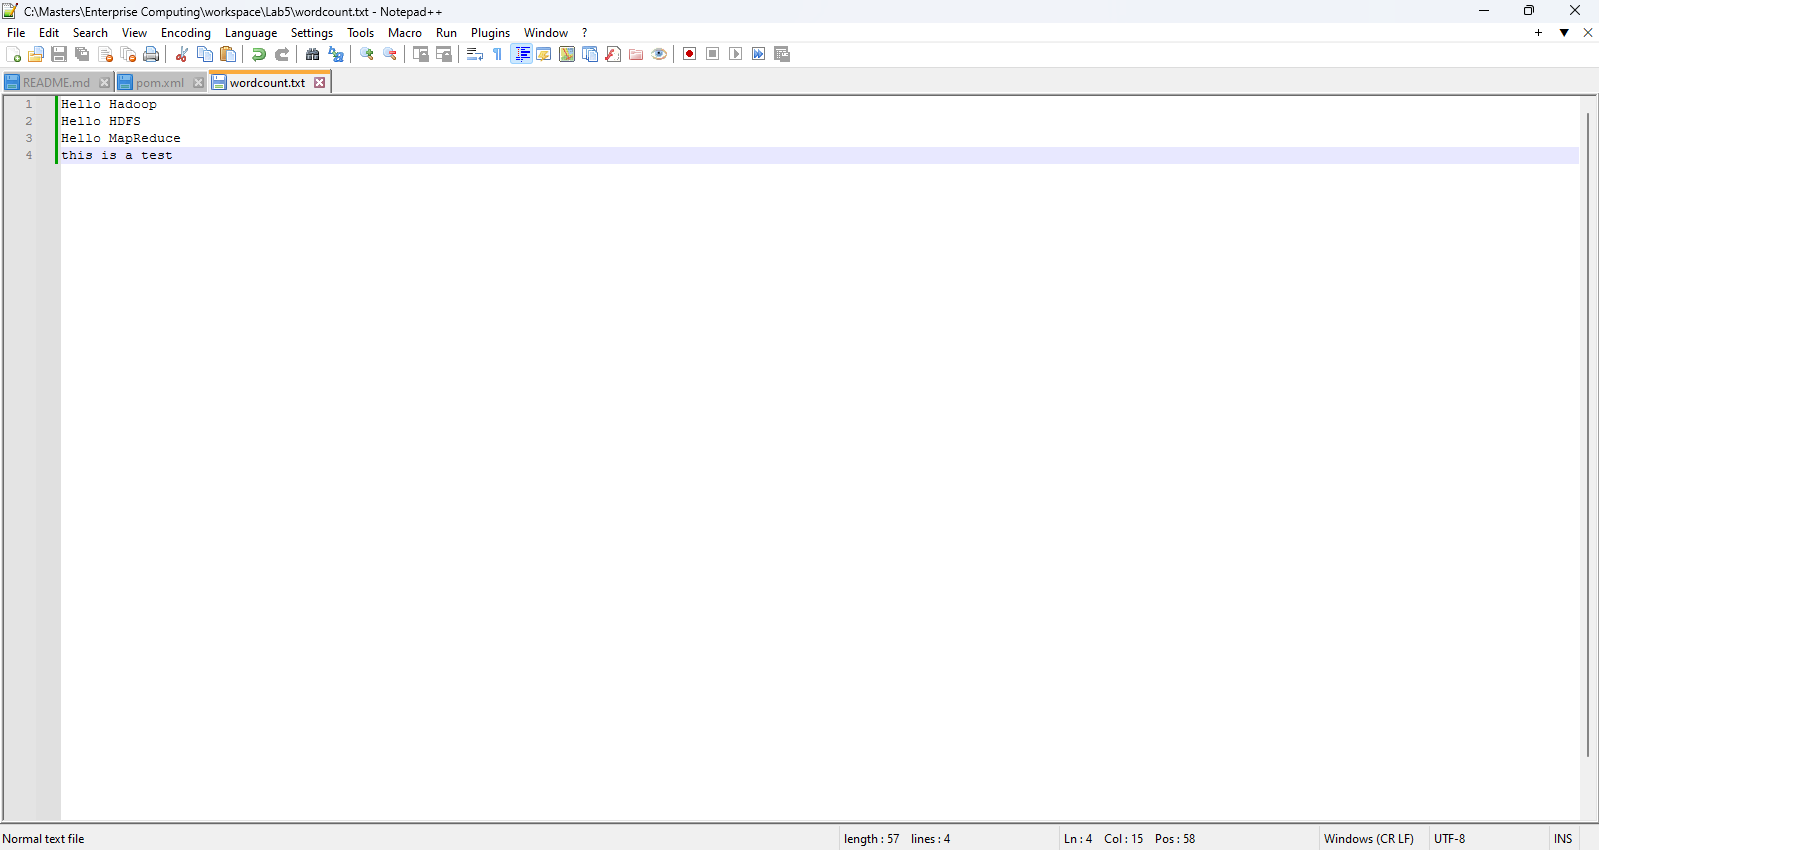 C:\Masters\Enterprise Computing\workspace\Lab5\wordcount.txt - Notepad++
File Edit Search View Encoding Language Settings Tools Macro Run Plugins Window ?
README.md pom.xml wordcount.txt
1 Hello Hadoop
2 Hello HDFS
3 Hello MapReduce
4 this is a test
Normal text file length : 57 lines : 4 Ln : 4 Col : 15 Pos : 58 Windows (CR LF) UTF-8 INS